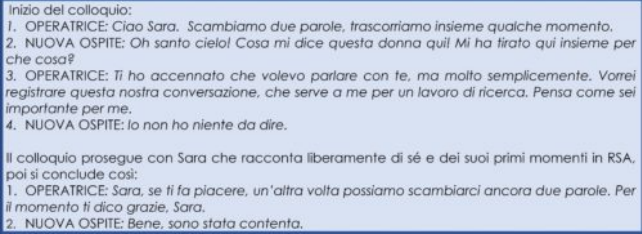 Inizio del colloquio:
1. OPERATRICE: Ciao Sara. Scambiamo due parole, trascorriamo insieme qualche momento.
2. NUOVA OSPITE: Oh santo cielo! Cosa mi dice questa donna qui! Mi ha tirato qui insieme per
che cosa?
3. OPERATRICE: Ti ho accennato che volevo parlare con te, ma molto semplicemente. Vorrei
registrare questa nostra conversazione, che serve a me per un lavoro di ricerca. Pensa come sei
importante per me.
4. NUOVA OSPITE: Io non ho niente da dire.
Il colloquio prosegue con Sara che racconta liberamente di sé e dei suoi primi momenti in RSA,
poi si conclude così:
1. OPERATRICE: Sara, se ti fa piacere, un'altra volta possiamo scambiarci ancora due parole. Per
il momento ti dico grazie, Sara.
2. NUOVA OSPITE: Bene, sono stata contenta.